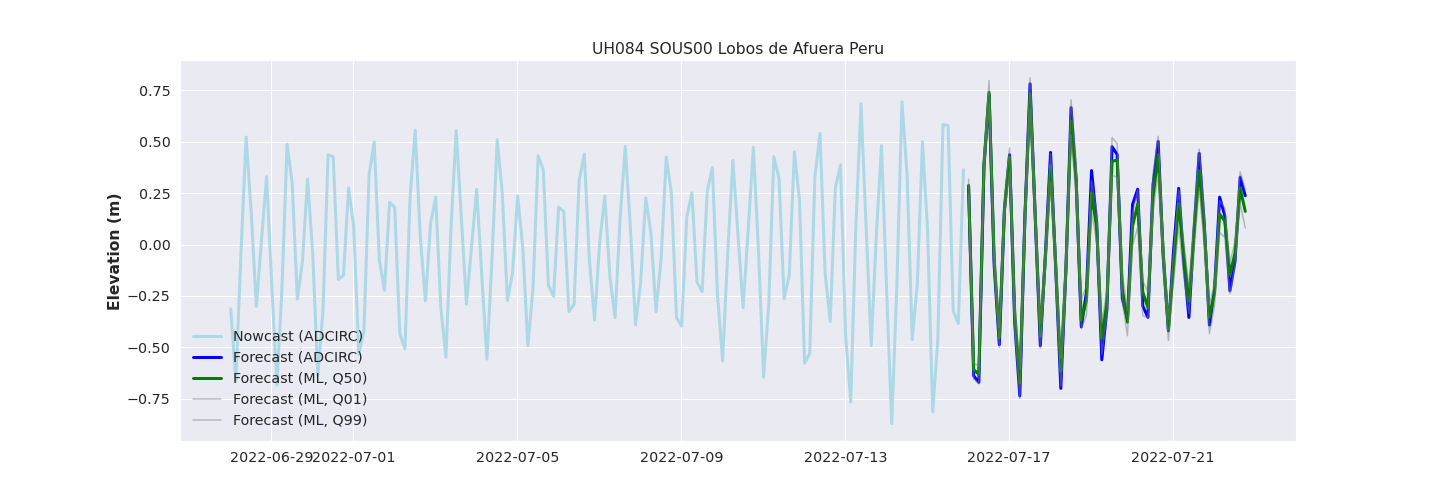 UH084 SOUS00 Lobos de Afuera Peru
Elevation (m)
0.75
0.50
0.25
0.00
−0.25
−0.50
−0.75
Nowcast (ADCIRC)
Forecast (ADCIRC)
Forecast (ML, Q50)
Forecast (ML, Q01)
Forecast (ML, Q99)
2022-06-29 2022-07-01 2022-07-05 2022-07-09 2022-07-13 2022-07-17 2022-07-21